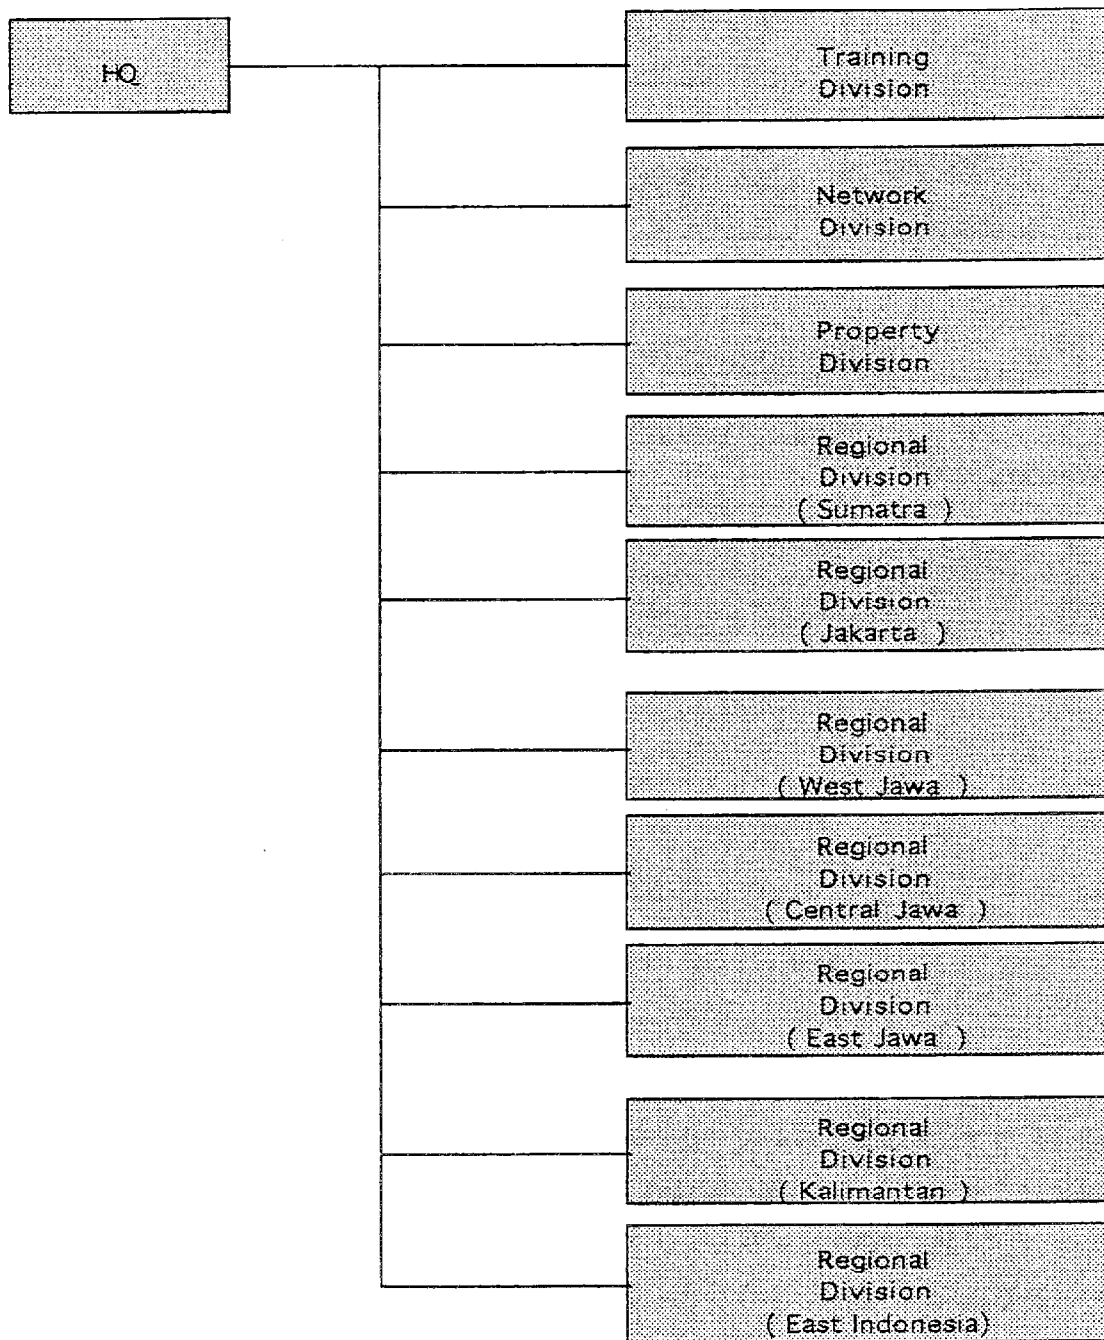 HQ
Training
Division
Network
Division
Property
Division
Regional
Division
( Sumatra )
Regional
Division
( Jakarta )
Regional
Division
( West Jawa )
Regional
Division
( Central Jawa )
Regional
Division
( East Jawa )
Regional
Division
( Kalimantan )
Regional
Division
( East Indonesia)